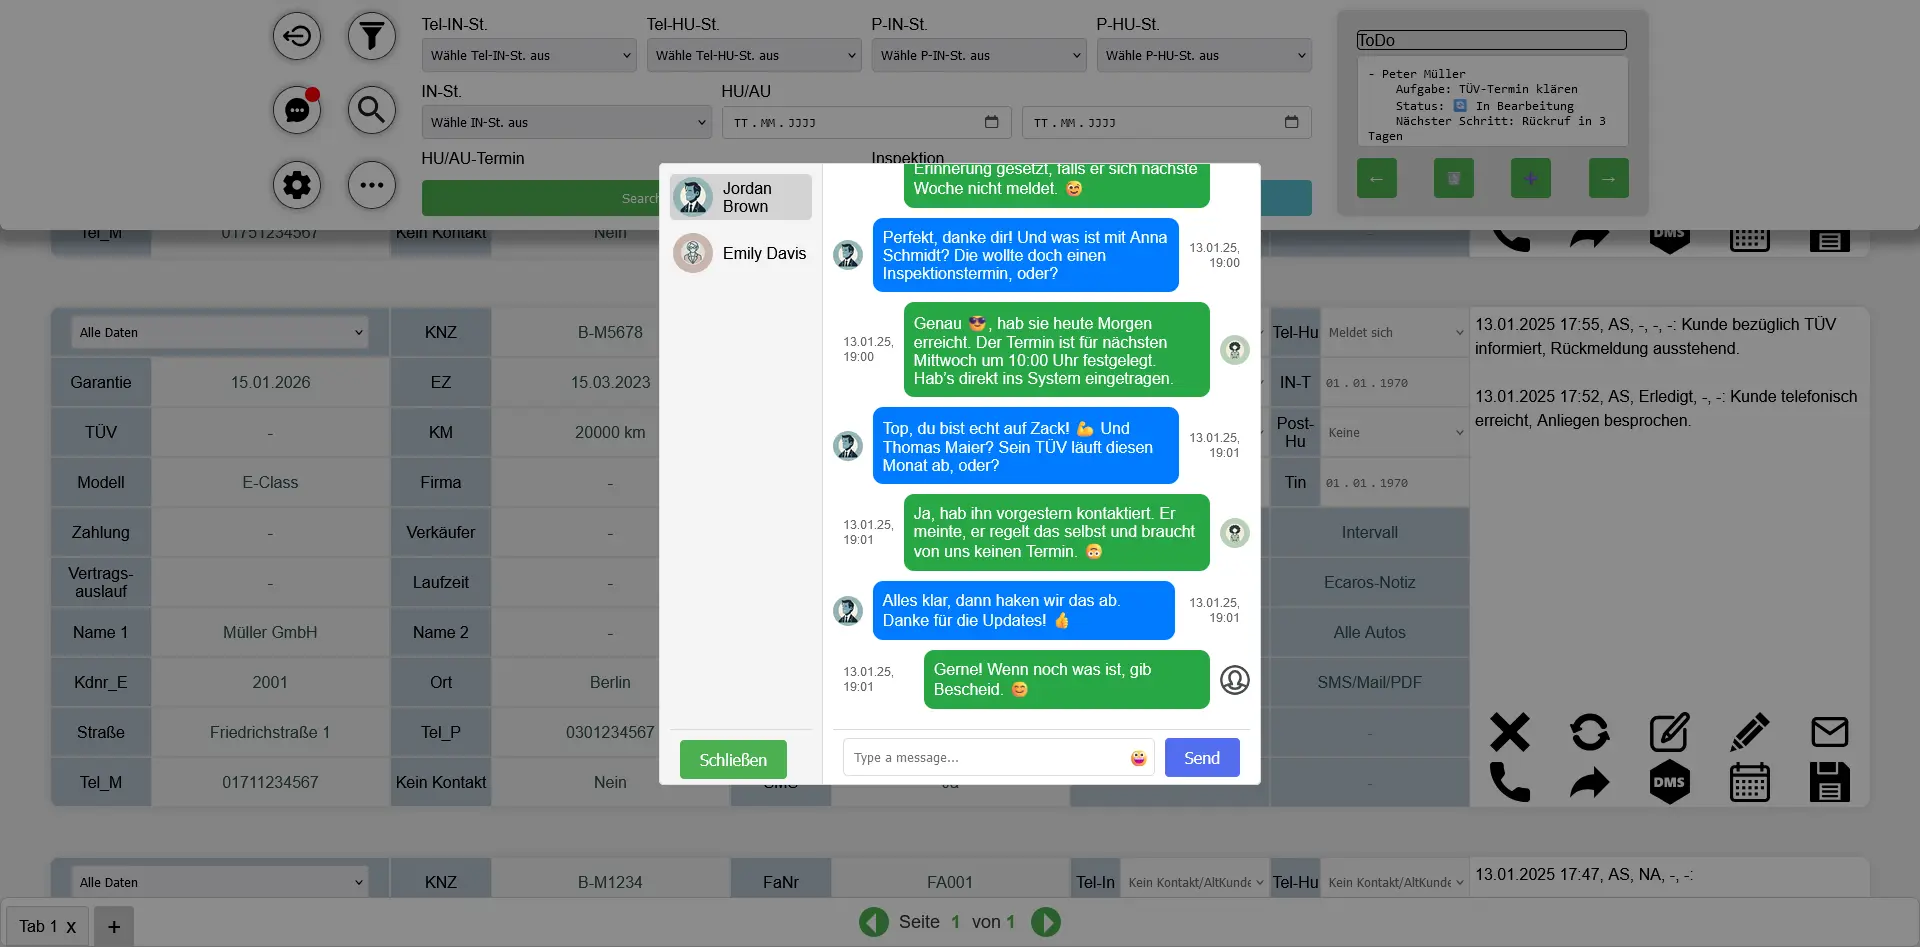 Tel-IN-St.
Tel-HU-St.
P-IN-St.
P-HU-St.
Wähle Tel-IN-St. aus
Wähle Tel-HU-St. aus
Wähle P-IN-St. aus
Wähle P-HU-St. aus
IN-St.
HU/AU
Wähle IN-St. aus
TT.MM.JJJJ
TT.MM.JJJJ
HU/AU-Termin
Inspektion
Search
ToDo
- Peter Müller
Aufgabe: TÜV-Termin klären
Status: 🔄 In Bearbeitung
Nächster Schritt: Rückruf in 3
Tagen
←
→
Tel_M
01751234567
Kein Kontakt
Nein
-
DMS
Jordan
Brown
Emily Davis
Schließen
Erinnerung gesetzt, falls er sich nächste
Woche nicht meldet. 😊
Perfekt, danke dir! Und was ist mit Anna
Schmidt? Die wollte doch einen
Inspektionstermin, oder?
13.01.25,
19:00
Genau 😎, hab sie heute Morgen
erreicht. Der Termin ist für nächsten
Mittwoch um 10:00 Uhr festgelegt.
Hab’s direkt ins System eingetragen.
13.01.25,
19:00
Top, du bist echt auf Zack! 💪 Und
Thomas Maier? Sein TÜV läuft diesen
Monat ab, oder?
13.01.25,
19:01
Ja, hab ihn vorgestern kontaktiert. Er
meinte, er regelt das selbst und braucht
von uns keinen Termin. 🙃
13.01.25,
19:01
Alles klar, dann haken wir das ab.
Danke für die Updates! 👍
13.01.25,
19:01
Gerne! Wenn noch was ist, gib
Bescheid. 😊
13.01.25,
19:01
Type a message...
Send
Alle Daten
KNZ
B-M5678
Tel-Hu
Meldet sich
Garantie
15.01.2026
EZ
15.03.2023
IN-T
01.01.1970
TÜV
-
KM
20000 km
Post-
Hu
Keine
Modell
E-Class
Firma
-
Tin
01.01.1970
Zahlung
-
Verkäufer
-
Intervall
Vertrags-
auslauf
-
Laufzeit
-
Ecaros-Notiz
Name 1
Müller GmbH
Name 2
-
Alle Autos
Kdnr_E
2001
Ort
Berlin
SMS/Mail/PDF
Straße
Friedrichstraße 1
Tel_P
0301234567
-
Tel_M
01711234567
Kein Kontakt
Nein
SMS
Ja
-
13.01.2025 17:55, AS, -, -, -: Kunde bezüglich TÜV
informiert, Rückmeldung ausstehend.
13.01.2025 17:52, AS, Erledigt, -, -: Kunde telefonisch
erreicht, Anliegen besprochen.
DMS
Alle Daten
KNZ
B-M1234
FaNr
FA001
Tel-In
Kein Kontakt/AltKunde
Tel-Hu
Kein Kontakt/AltKunde
13.01.2025 17:47, AS, NA, -, -:
Tab 1 x
+
Seite 1 von 1